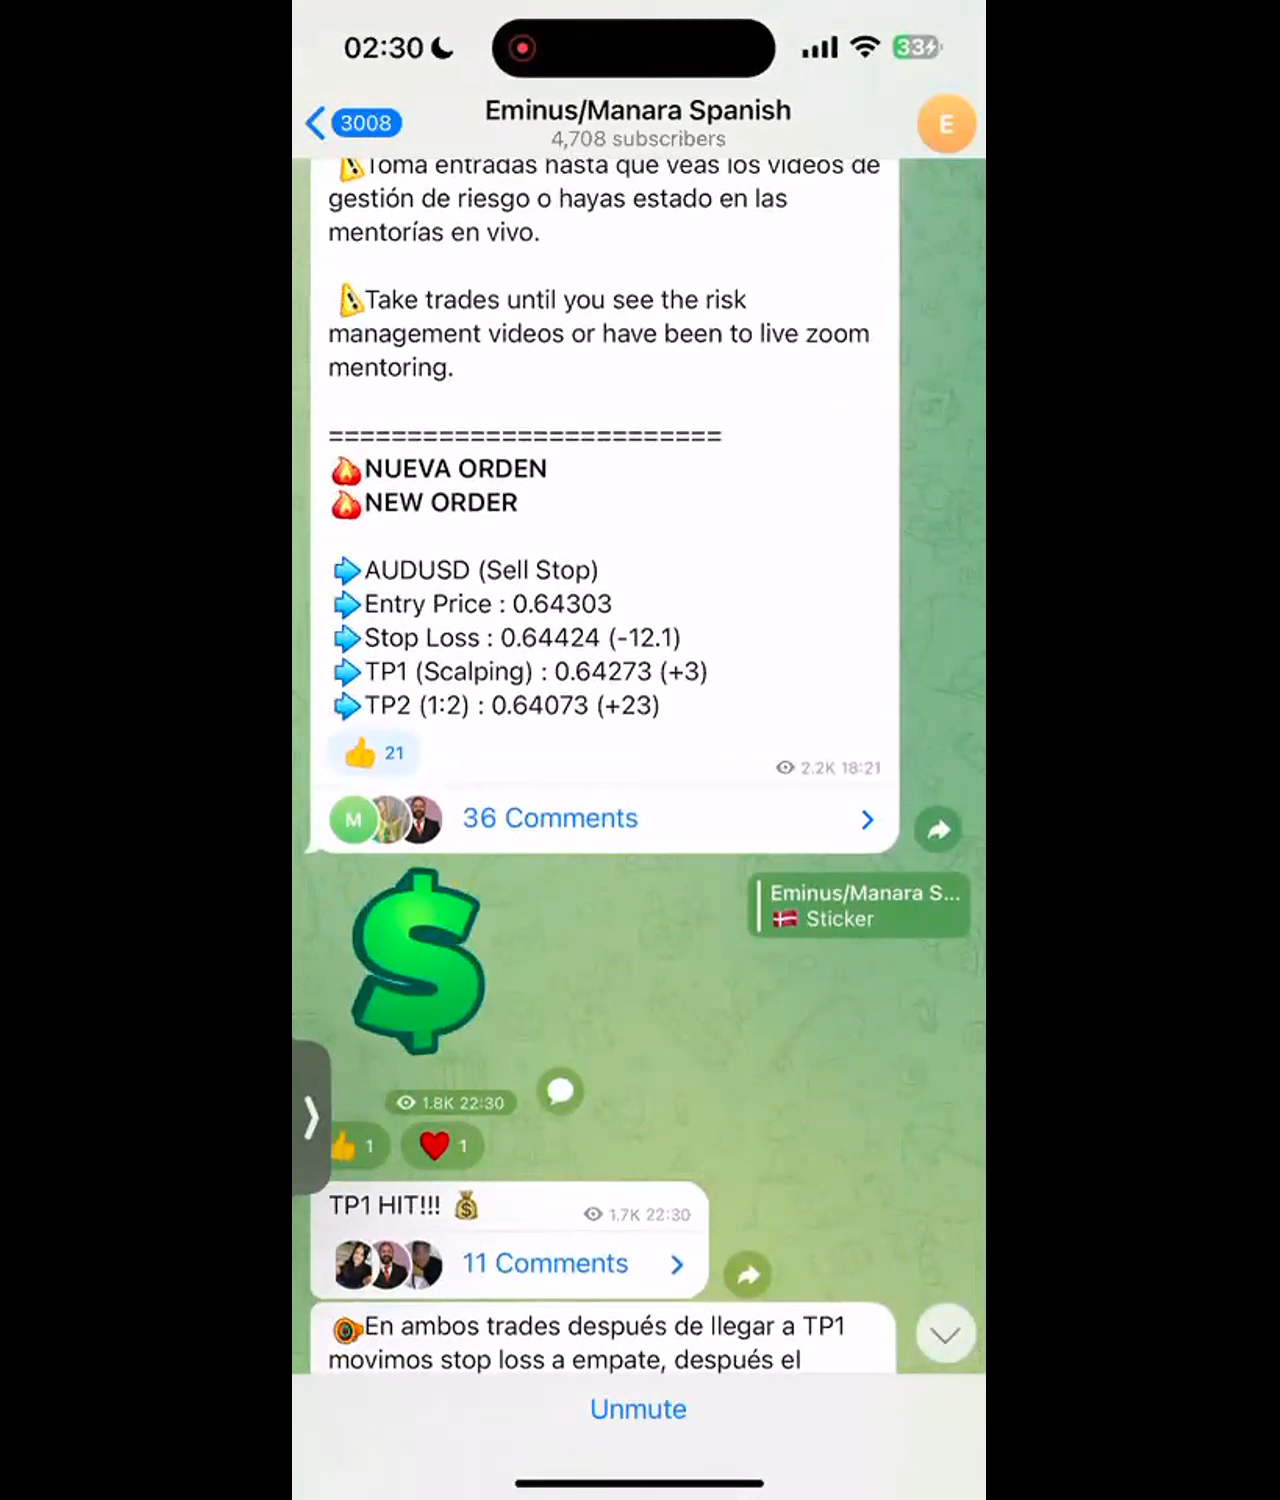 02:30
33
3008
Eminus/Manara Spanish
4,708 subscribers
E
Toma entradas hasta que veas los videos de
gestión de riesgo o hayas estado en las
mentorías en vivo.
Take trades until you see the risk
management videos or have been to live zoom
mentoring.
=========================
NUEVA ORDEN
NEW ORDER
AUDUSD (Sell Stop)
Entry Price : 0.64303
Stop Loss : 0.64424 (-12.1)
TP1 (Scalping) : 0.64273 (+3)
TP2 (1:2) : 0.64073 (+23)
21
2.2K 18:21
M
36 Comments
Eminus/Manara S...
Sticker
1.8K 22:30
1
1
TP1 HIT!!!
1.7K 22:30
11 Comments
En ambos trades después de llegar a TP1
movimos stop loss a empate, después el
Unmute